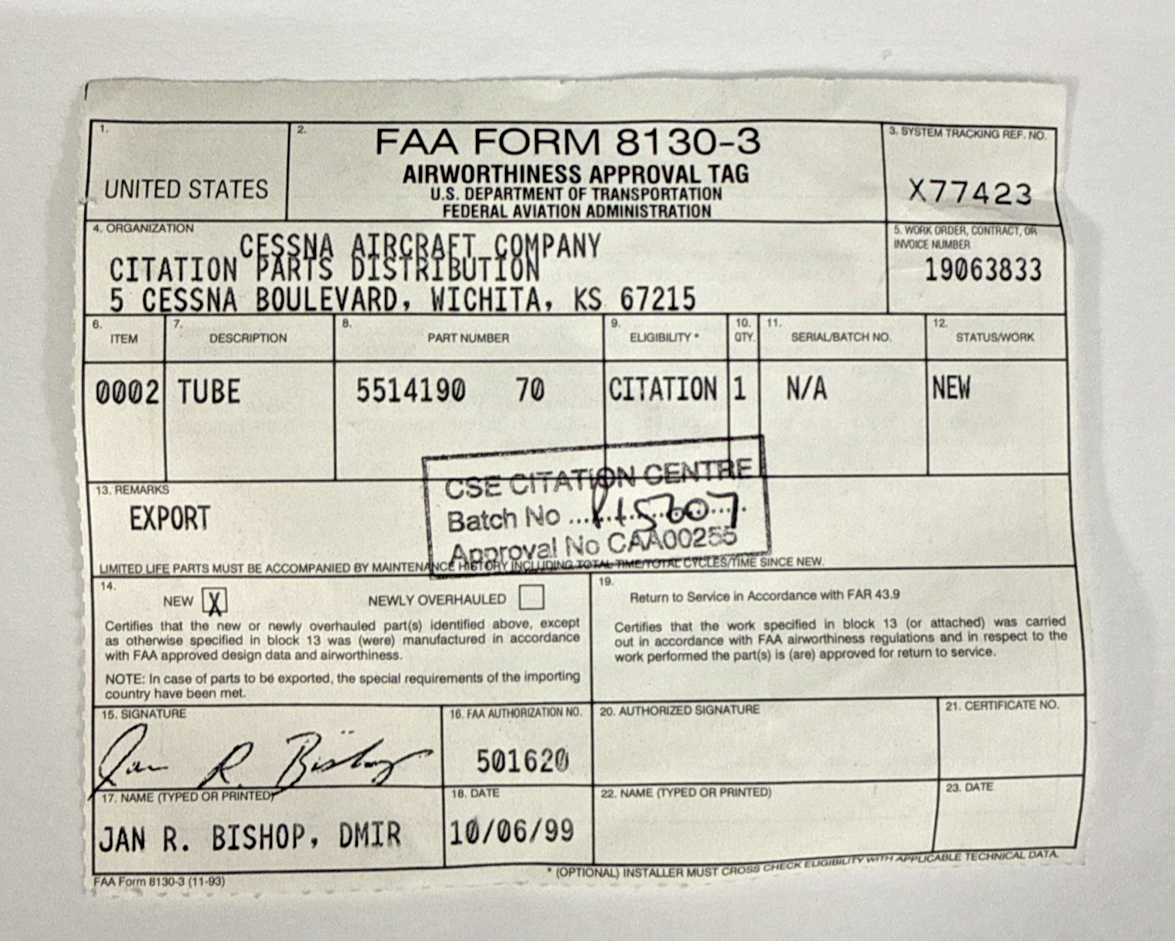 1.
UNITED STATES
2.
FAA FORM 8130-3
AIRWORTHINESS APPROVAL TAG
U.S. DEPARTMENT OF TRANSPORTATION
FEDERAL AVIATION ADMINISTRATION
3. SYSTEM TRACKING REF. NO.
X77423
4. ORGANIZATION
CESSNA AIRCRAFT COMPANY
CITATION PARTS DISTRIBUTION
5 CESSNA BOULEVARD, WICHITA, KS 67215
5. WORK ORDER, CONTRACT, OR
INVOICE NUMBER
19063833
6. ITEM
7. DESCRIPTION
8. PART NUMBER
9. ELIGIBILITY *
10. QTY.
11. SERIAL/BATCH NO.
12. STATUS/WORK
0002 TUBE 5514190 70 CITATION 1 N/A NEW
13. REMARKS
EXPORT
CSE CITATION CENTRE
Batch No
Approval No CAA00255
LIMITED LIFE PARTS MUST BE ACCOMPANIED BY MAINTENANCE HISTORY INCLUDING TOTAL TIME/TOTAL CYCLES/TIME SINCE NEW.
14.
NEW X NEWLY OVERHAULED
Certifies that the new or newly overhauled part(s) identified above, except
as otherwise specified in block 13 was (were) manufactured in accordance
with FAA approved design data and airworthiness.
NOTE: In case of parts to be exported, the special requirements of the importing
country have been met.
19.
Return to Service in Accordance with FAR 43.9
Certifies that the work specified in block 13 (or attached) was carried
out in accordance with FAA airworthiness regulations and in respect to the
work performed the part(s) is (are) approved for return to service.
15. SIGNATURE
Jan R. Bishop
16. FAA AUTHORIZATION NO.
501620
20. AUTHORIZED SIGNATURE
21. CERTIFICATE NO.
17. NAME (TYPED OR PRINTED)
JAN R. BISHOP, DMIR
18. DATE
10/06/99
22. NAME (TYPED OR PRINTED)
23. DATE
FAA Form 8130-3 (11-93)
* (OPTIONAL) INSTALLER MUST CROSS CHECK ELIGIBILITY WITH APPLICABLE TECHNICAL DATA.